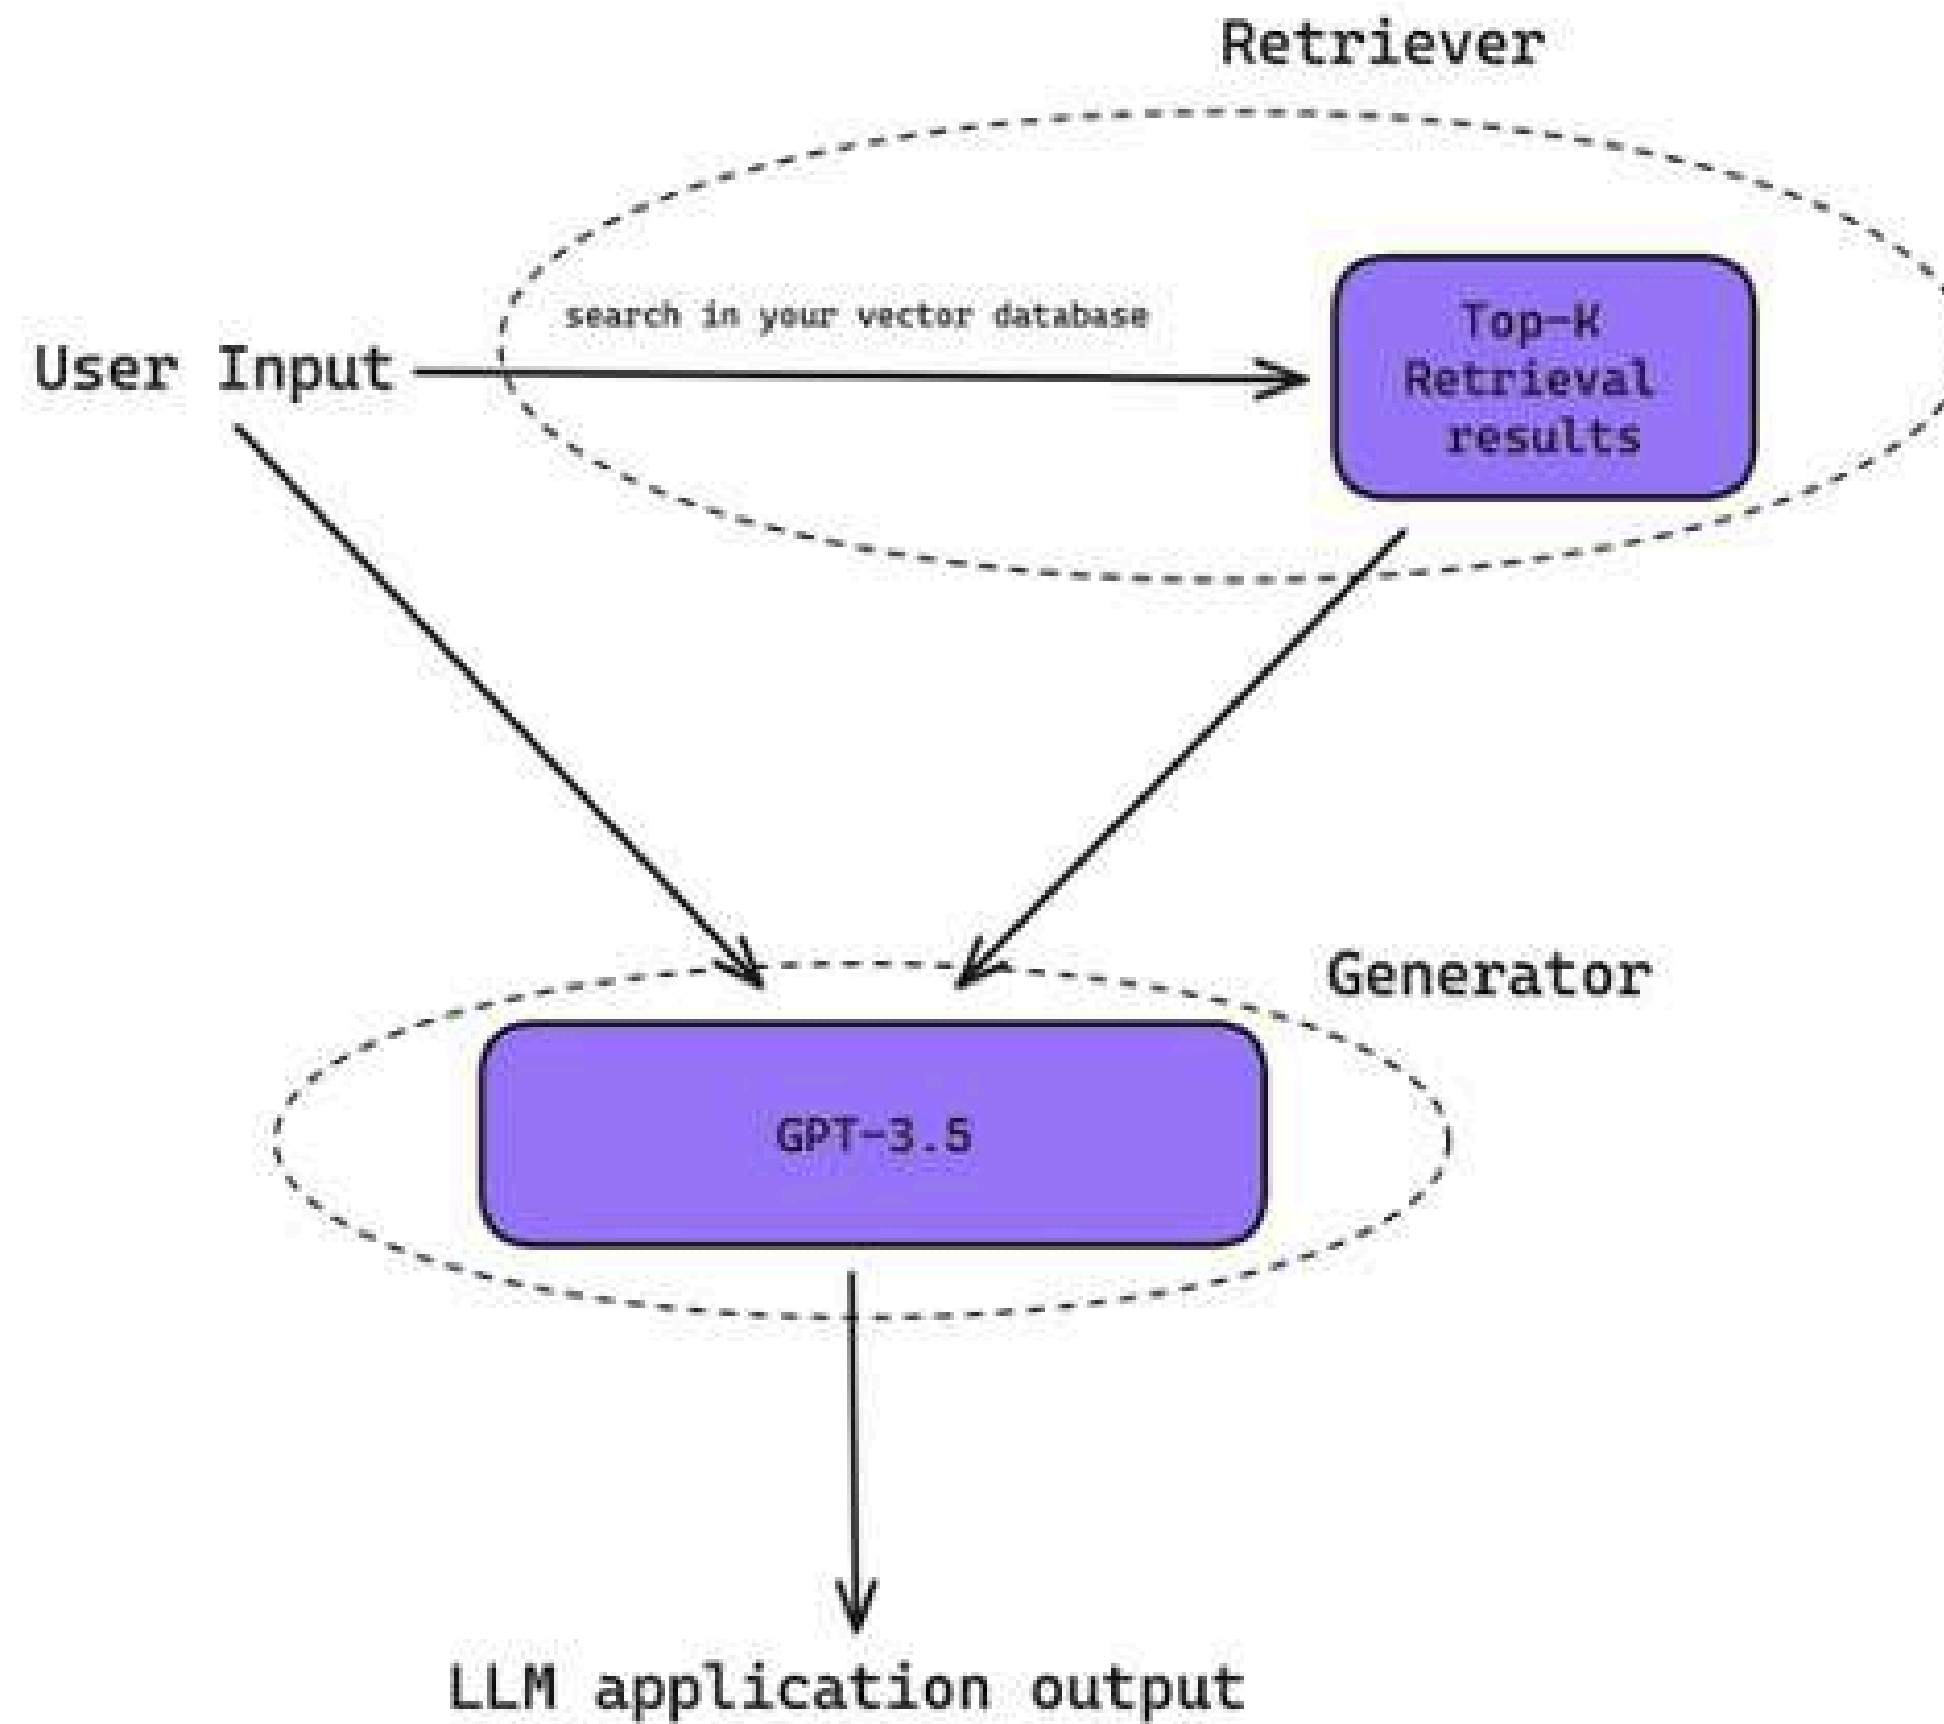 Retriever
search in your vector database
User Input
Top-K
Retrieval
results
Generator
GPT-3.5
LLM application output